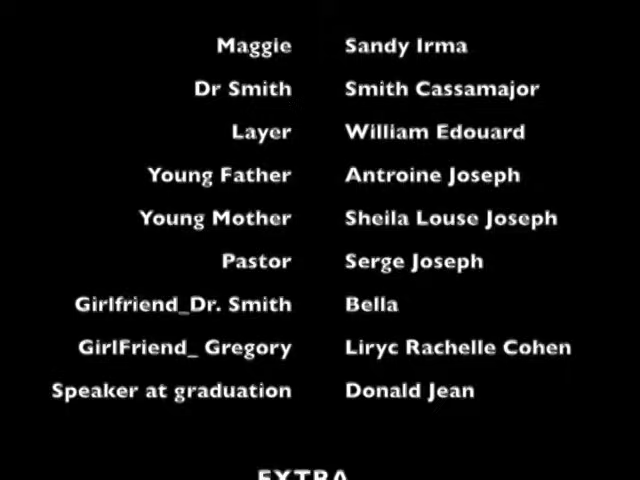 Maggie Sandy Irma
Dr Smith Smith Cassamajor
Layer William Edouard
Young Father Antroine Joseph
Young Mother Sheila Louse Joseph
Pastor Serge Joseph
Girlfriend_Dr. Smith Bella
GirlFriend_ Gregory Liryc Rachelle Cohen
Speaker at graduation Donald Jean
EXTRA